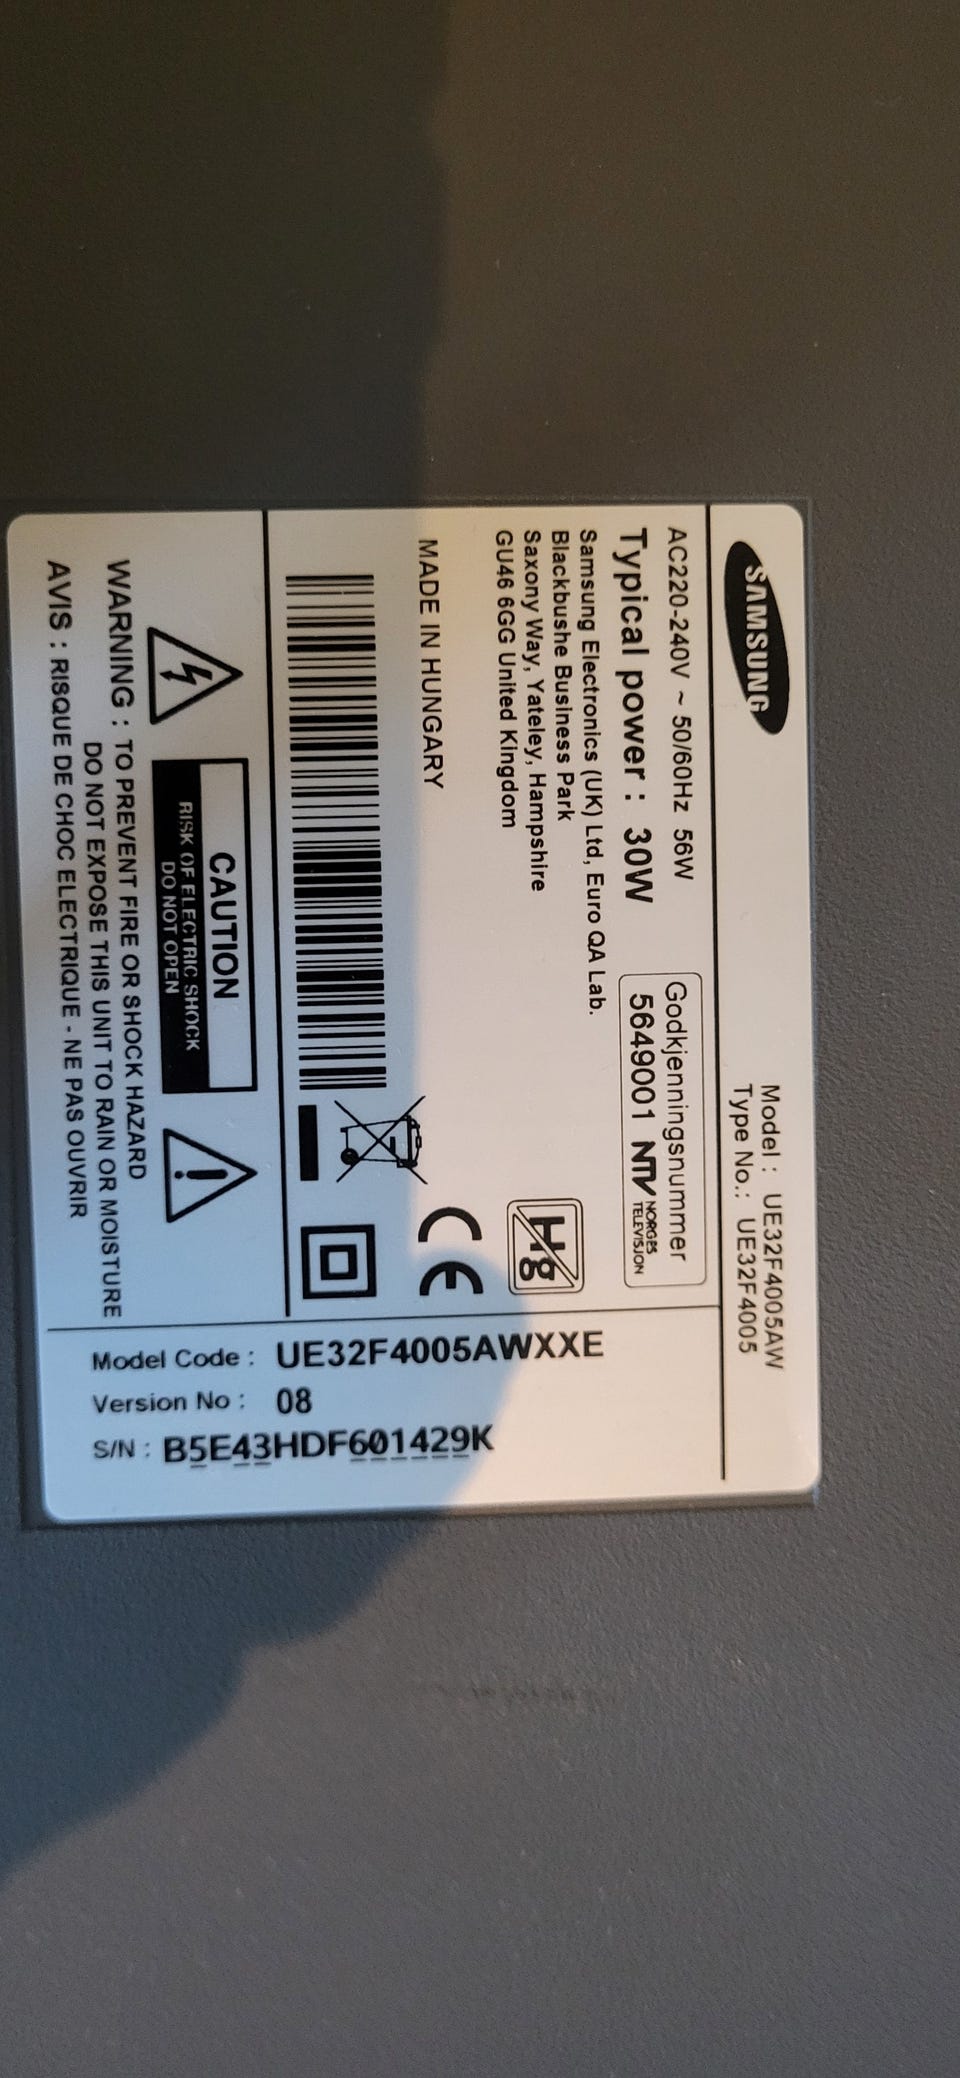 SAMSUNG
Model : UE32F4005AW
Type No.: UE32F4005
AC220-240V ~ 50/60Hz 56W
Typical power : 30W
Godkjenningsnummer
5649001 NTV NORGES
TELEVISJON
Samsung Electronics (UK) Ltd, Euro QA Lab.
Blackbushe Business Park
Saxony Way, Yateley, Hampshire
GU46 6GG United Kingdom
MADE IN HUNGARY
Hg
CE
CAUTION
RISK OF ELECTRIC SHOCK
DO NOT OPEN
WARNING : TO PREVENT FIRE OR SHOCK HAZARD
DO NOT EXPOSE THIS UNIT TO RAIN OR MOISTURE
AVIS : RISQUE DE CHOC ELECTRIQUE - NE PAS OUVRIR
Model Code : UE32F4005AWXXE
Version No : 08
S/N : B5E43HDF601429K